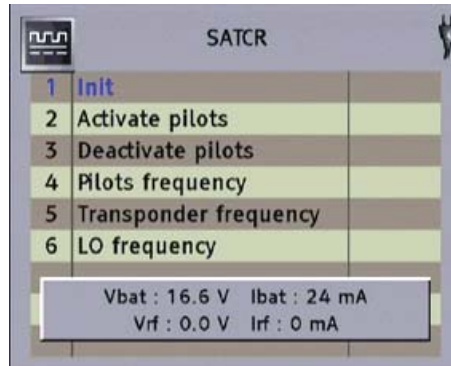 SATCR
1 Init
2 Activate pilots
3 Deactivate pilots
4 Pilots frequency
5 Transponder frequency
6 LO frequency
Vbat : 16.6 V Ibat : 24 mA
Vrf : 0.0 V Irf : 0 mA